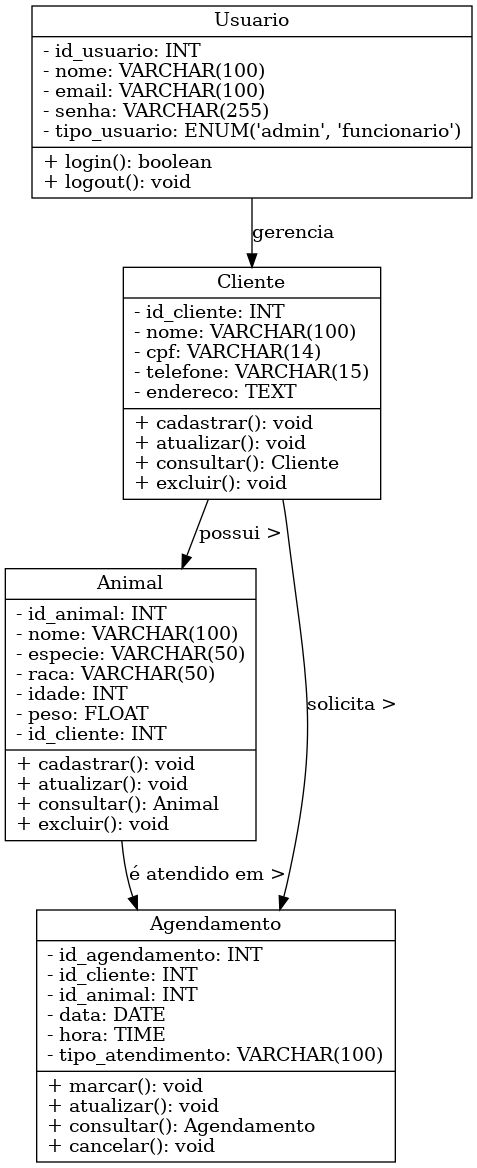 Usuario
- id_usuario: INT
- nome: VARCHAR(100)
- email: VARCHAR(100)
- senha: VARCHAR(255)
- tipo_usuario: ENUM('admin', 'funcionario')
+ login(): boolean
+ logout(): void
gerencia
Cliente
- id_cliente: INT
- nome: VARCHAR(100)
- cpf: VARCHAR(14)
- telefone: VARCHAR(15)
- endereco: TEXT
+ cadastrar(): void
+ atualizar(): void
+ consultar(): Cliente
+ excluir(): void
possui >
Animal
- id_animal: INT
- nome: VARCHAR(100)
- especie: VARCHAR(50)
- raca: VARCHAR(50)
- idade: INT
- peso: FLOAT
- id_cliente: INT
+ cadastrar(): void
+ atualizar(): void
+ consultar(): Animal
+ excluir(): void
solicita >
é atendido em >
Agendamento
- id_agendamento: INT
- id_cliente: INT
- id_animal: INT
- data: DATE
- hora: TIME
- tipo_atendimento: VARCHAR(100)
+ marcar(): void
+ atualizar(): void
+ consultar(): Agendamento
+ cancelar(): void